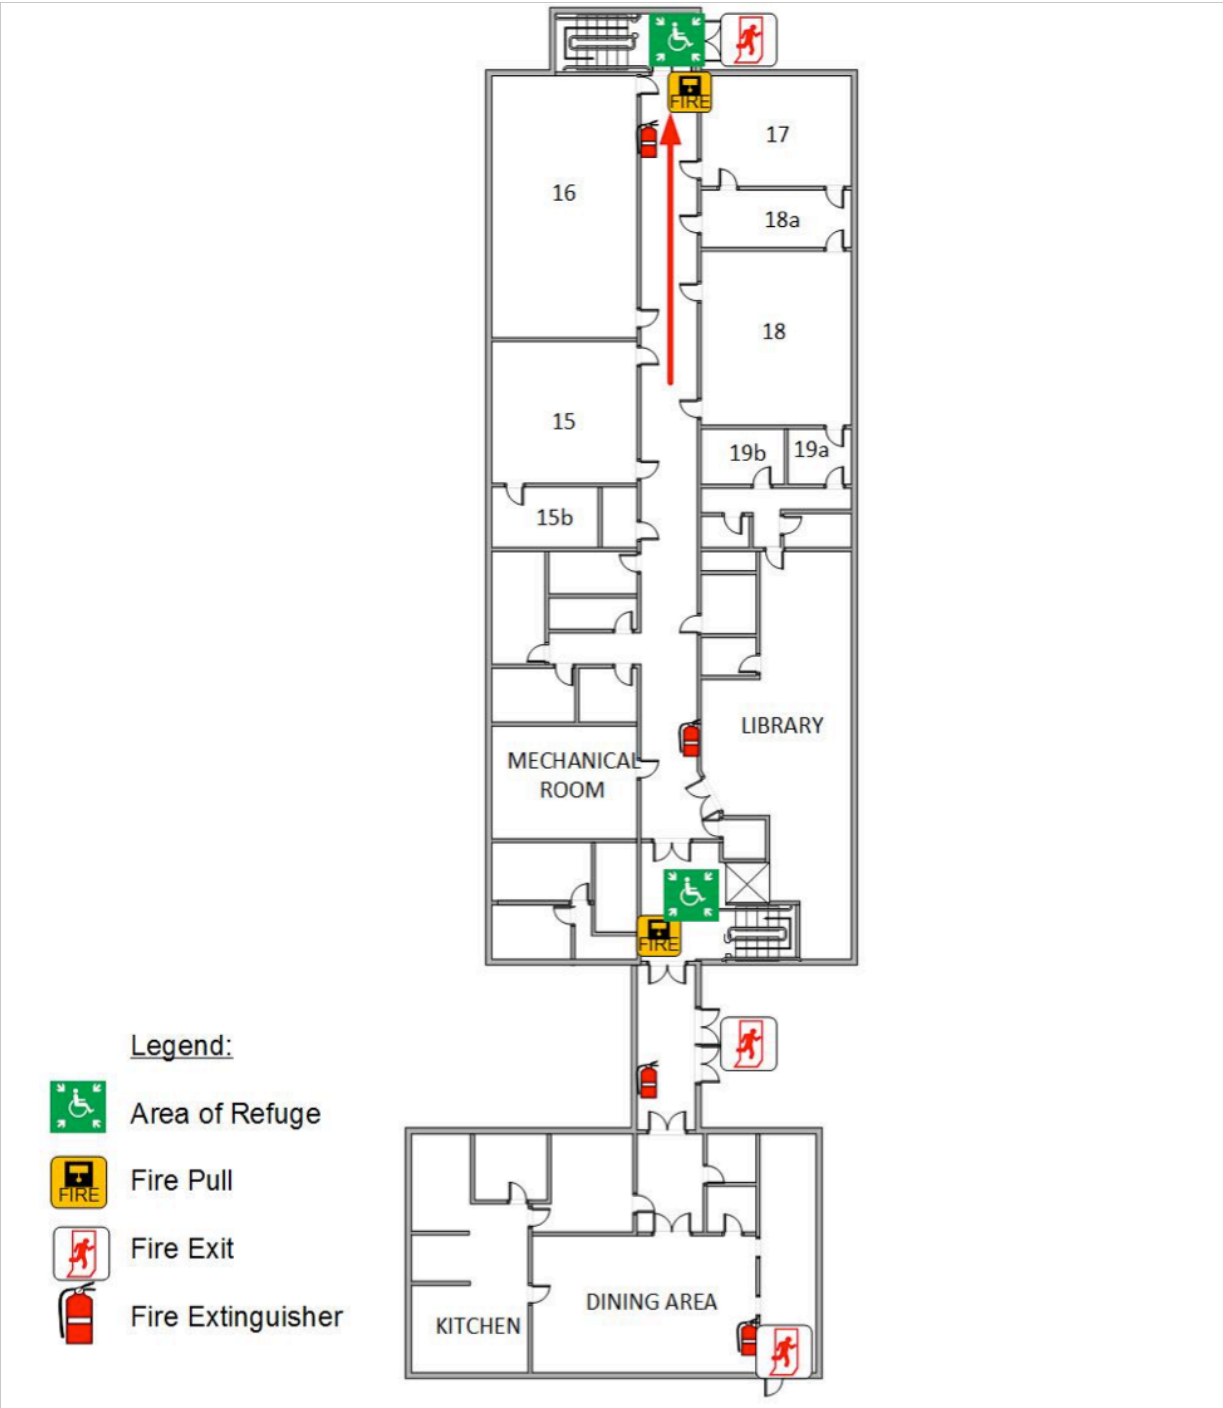 FIRE
17
16
18a
18
15
19b
19a
15b
LIBRARY
MECHANICAL
ROOM
FIRE
Legend:
Area of Refuge
FIRE
Fire Pull
Fire Exit
Fire Extinguisher
DINING AREA
KITCHEN